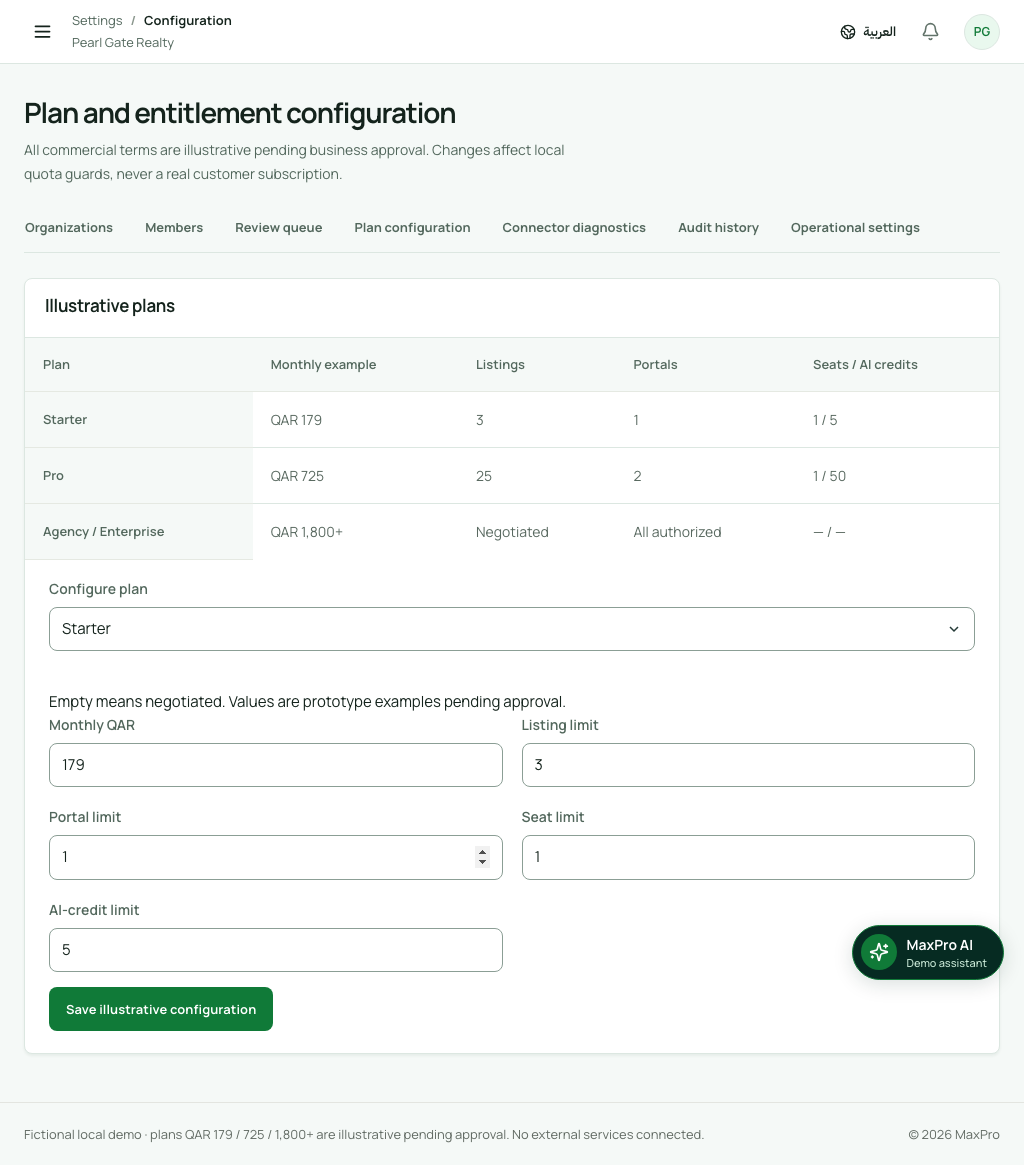 Settings / Configuration
Pearl Gate Realty
العربية
PG
Plan and entitlement configuration
All commercial terms are illustrative pending business approval. Changes affect local
quota guards, never a real customer subscription.
Organizations Members Review queue Plan configuration Connector diagnostics Audit history Operational settings
Illustrative plans
Plan Monthly example Listings Portals Seats / AI credits
Starter QAR 179 3 1 1 / 5
Pro QAR 725 25 2 1 / 50
Agency / Enterprise QAR 1,800+ Negotiated All authorized — / —
Configure plan
Starter
Empty means negotiated. Values are prototype examples pending approval.
Monthly QAR Listing limit
179 3
Portal limit Seat limit
1 1
AI-credit limit
5
MaxPro AI
Demo assistant
Save illustrative configuration
Fictional local demo · plans QAR 179 / 725 / 1,800+ are illustrative pending approval. No external services connected.
© 2026 MaxPro